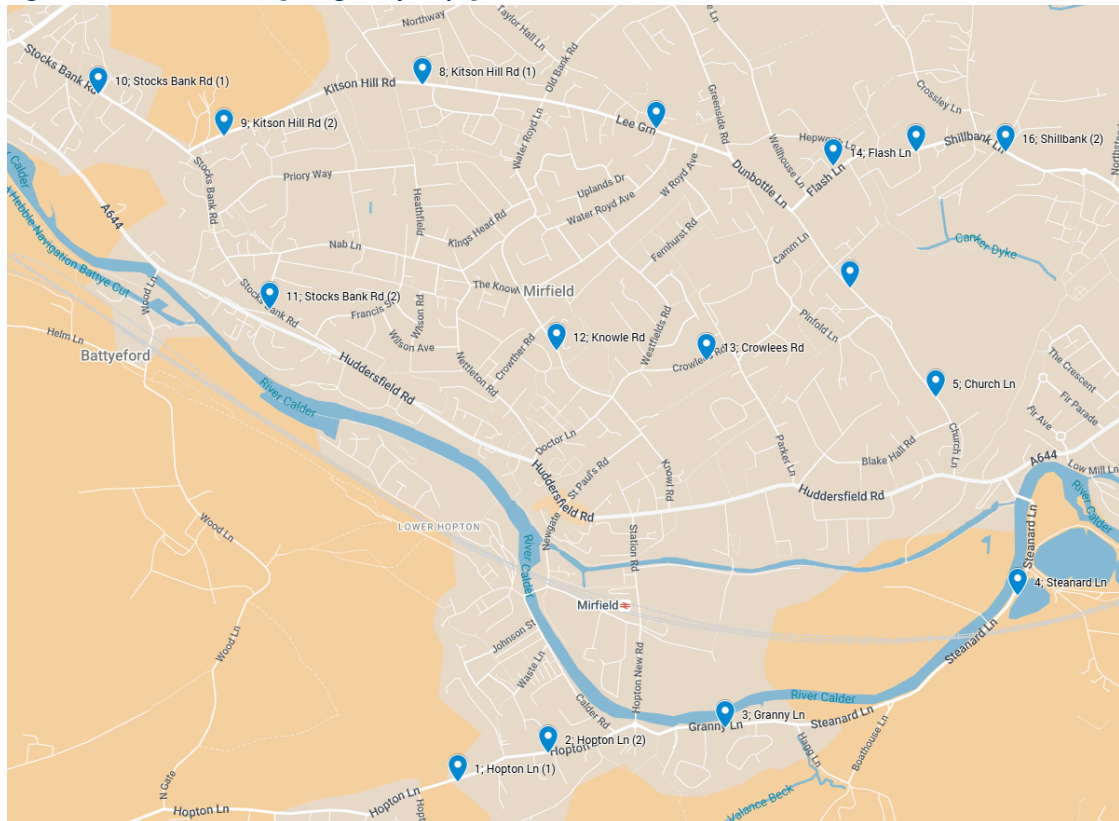 Northway
Taylor Hall Ln
Old Bank Rd
Stocks Bank Rd
10; Stocks Bank Rd (1)
8; Kitson Hill Rd (1)
Kitson Hill Rd
9; Kitson Hill Rd (2)
Water Royd Ln
Lee Grn
Greenside Rd
Crossley Ln
Hepworth Ln
14; Flash Ln
Shillbank Ln
16; Shillbank (2)
Wellhouse Ln
Flash Ln
Dunbottle Ln
River Calder
Priory Way
Heathfield
Uplands Dr
W Royd Ave
Water Royd Ave
Stocks Bank Rd
A644
Kings Head Rd
Nab Ln
Fernhurst Rd
Camm Ln
Canker Dyke
Hebble Navigation Battye Cut
Wood Ln
Stocks Bank Rd
11; Stocks Bank Rd (2)
Francis St
Wilson Rd
Wilson Ave
The Know
Mirfield
12; Knowle Rd
Westfields Rd
Pinfold Ln
13; Crowlees Rd
Crowlees Rd
Helm Ln
Battyeford
Nettleton Rd
Crowther Rd
Huddersfield Rd
River Calder
5; Church Ln
The Crescent
Fir Parade
Fir Ave
Church Ln
Blake Hall Rd
A644
Low Mill Ln
Parker Ln
Doctor Ln
Huddersfield Rd
St Paul's Rd
Knowl Rd
Huddersfield Rd
River Calder
Steanard Ln
Wood Ln
LOWER HOPTON
Newgate
Station Rd
River Calder
Mirfield
4; Steanard Ln
Wood Ln
Johnson St
Waste Ln
Hopton New Rd
Steanard Ln
River Calder
Calder Rd
3; Granny Ln
Granny Ln
Steanard Ln
2; Hopton Ln (2)
Hopton
Hagg Ln
Boathouse Ln
1; Hopton Ln (1)
N Gate
Hopton Ln
Hopton Ln
Valance Beck